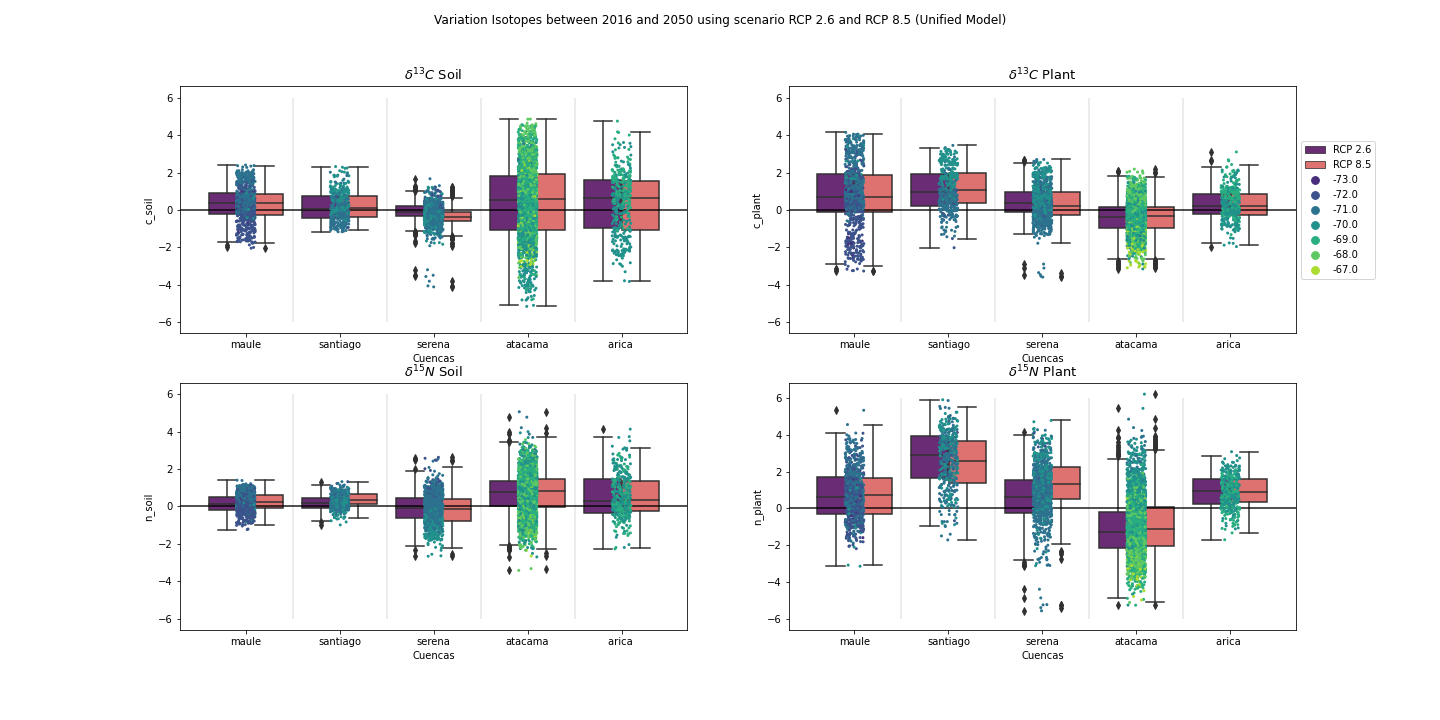 Variation Isotopes between 2016 and 2050 using scenario RCP 2.6 and RCP 8.5 (Unified Model)
δ¹³C Soil
6
4
2
0
−2
−4
−6
c_soil
maule santiago serena atacama arica
Cuencas
δ¹³C Plant
6
4
2
0
−2
−4
−6
c_plant
maule santiago serena atacama arica
Cuencas
RCP 2.6
RCP 8.5
-73.0
-72.0
-71.0
-70.0
-69.0
-68.0
-67.0
δ¹⁵N Soil
6
4
2
0
−2
−4
−6
n_soil
maule santiago serena atacama arica
Cuencas
δ¹⁵N Plant
6
4
2
0
−2
−4
−6
n_plant
maule santiago serena atacama arica
Cuencas